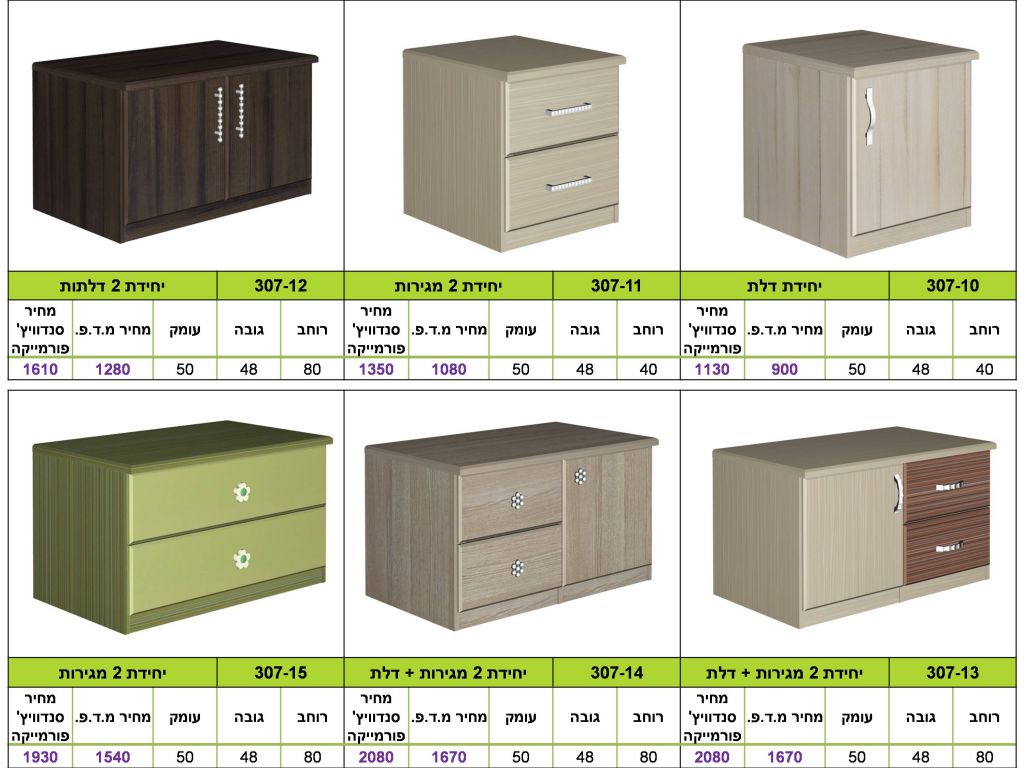 307-10 יחידת דלת
רוחב גובה עומק מחיר מ.ד.פ. מחיר סנדוויץ' פורמייקה
40 48 50 900 1130
307-11 יחידת 2 מגירות
רוחב גובה עומק מחיר מ.ד.פ. מחיר סנדוויץ' פורמייקה
40 48 50 1080 1350
307-12 יחידת 2 דלתות
רוחב גובה עומק מחיר מ.ד.פ. מחיר סנדוויץ' פורמייקה
80 48 50 1280 1610
307-13 יחידת 2 מגירות + דלת
רוחב גובה עומק מחיר מ.ד.פ. מחיר סנדוויץ' פורמייקה
80 48 50 1670 2080
307-14 יחידת 2 מגירות + דלת
רוחב גובה עומק מחיר מ.ד.פ. מחיר סנדוויץ' פורמייקה
80 48 50 1670 2080
307-15 יחידת 2 מגירות
רוחב גובה עומק מחיר מ.ד.פ. מחיר סנדוויץ' פורמייקה
80 48 50 1540 1930